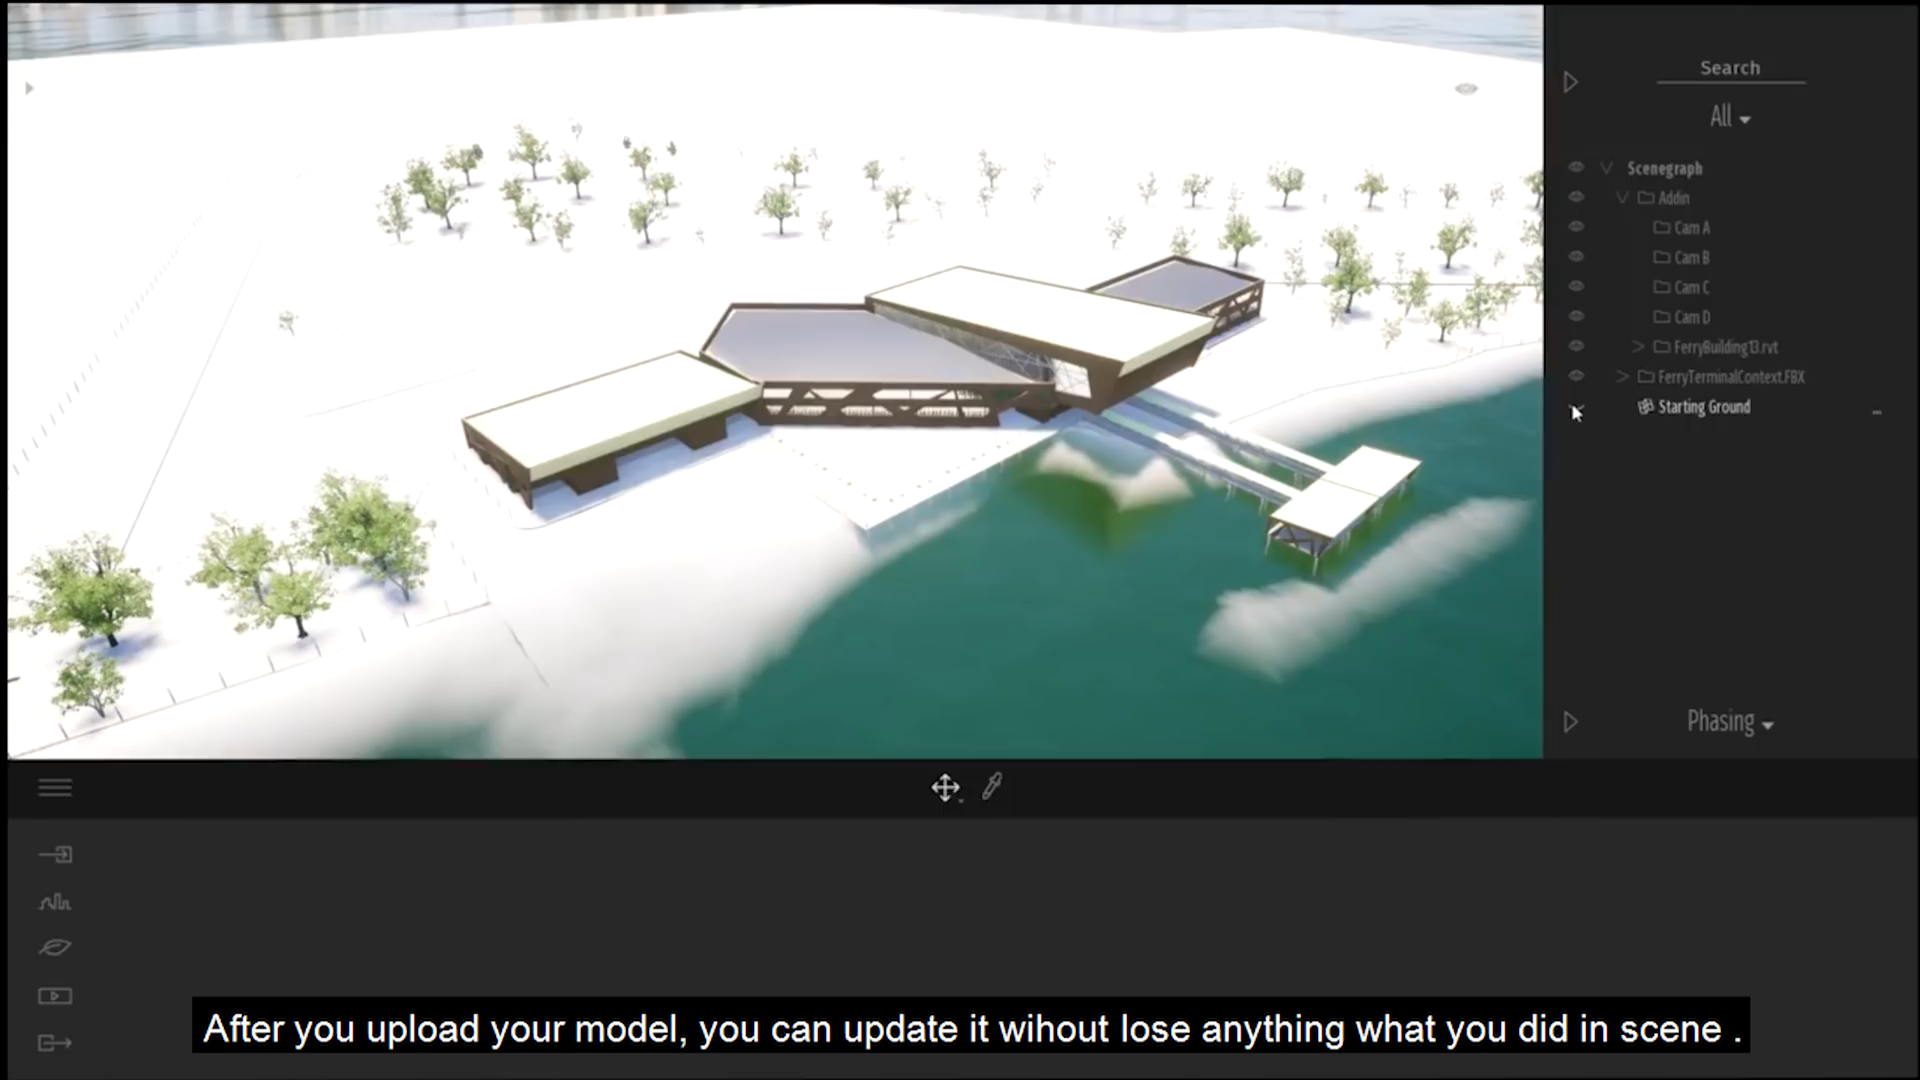 Search
All
Scenegraph
Addin
Cam A
Cam B
Cam C
Cam D
FerryBuilding13.rvt
FerryTerminalContext.FBX
Starting Ground
Phasing
After you upload your model, you can update it wihout lose anything what you did in scene .